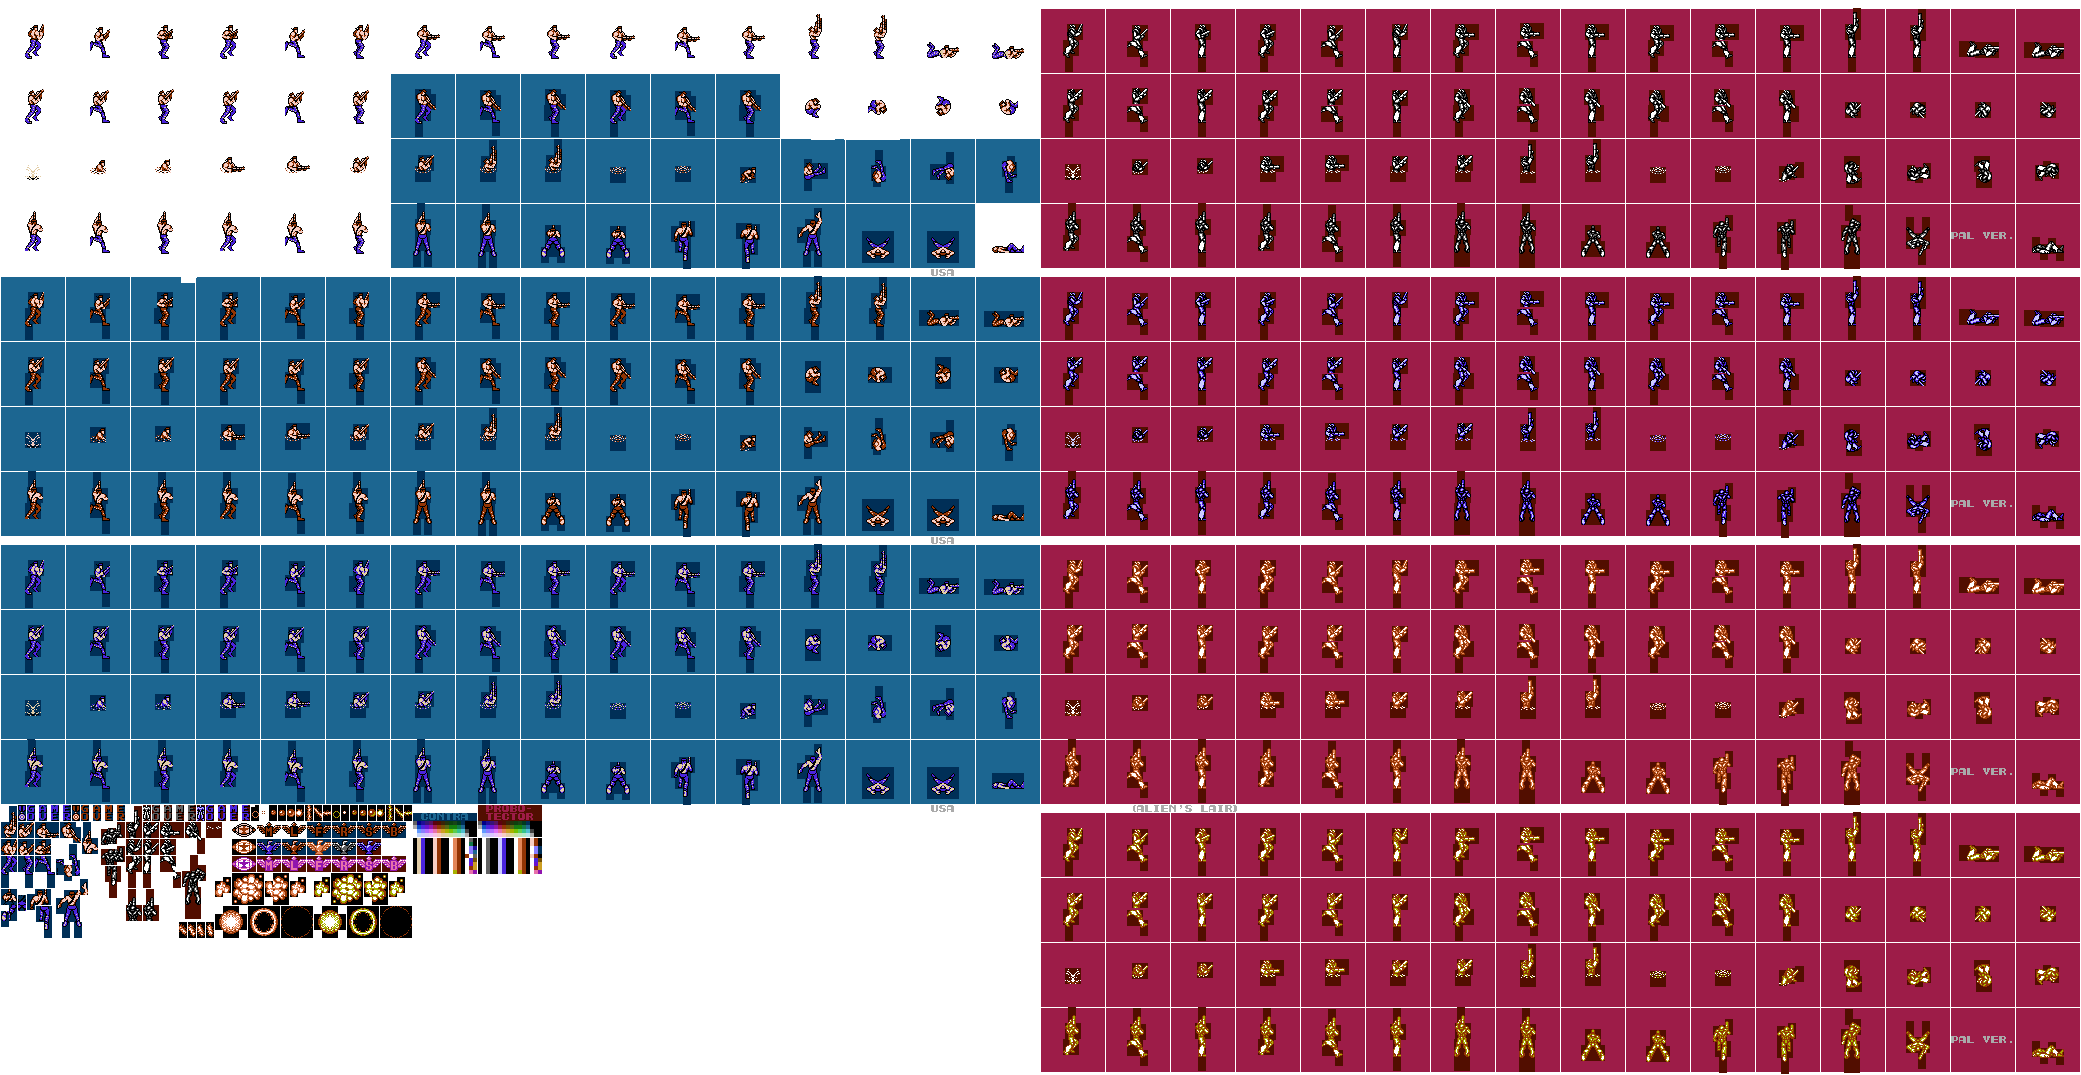 PAL VER.
USA
PAL VER.
USA
PAL VER.
USA
(ALIEN'S LAIR)
PROBO-
TECTOR
CONTRA
M L F R S B
M L F R S B
PAL VER.